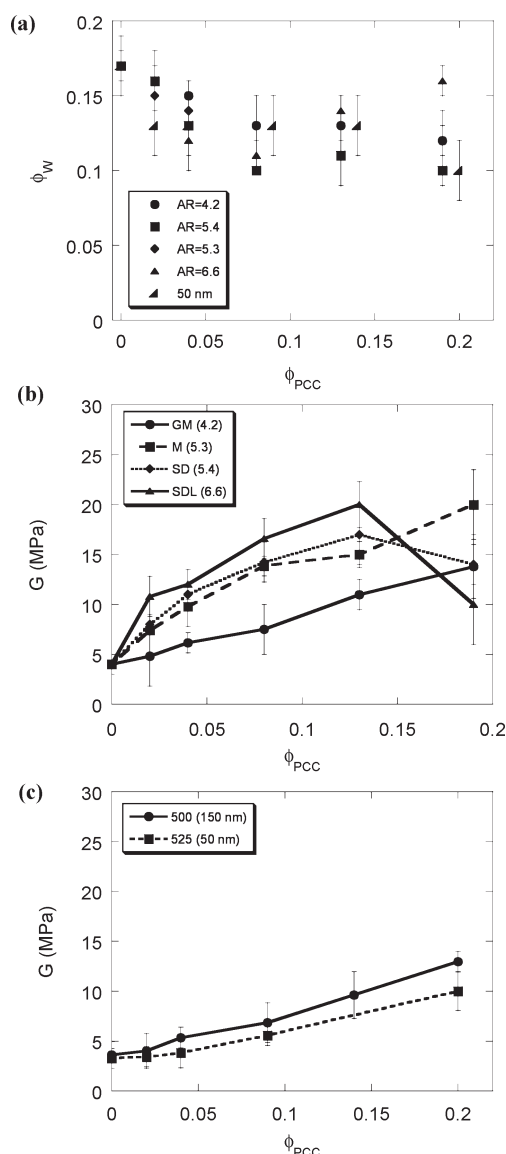 (a)
0.2
0.15
0.1
0.05
0
ϕW
AR=4.2
AR=5.4
AR=5.3
AR=6.6
50 nm
0 0.05 0.1 0.15 0.2
ϕPCC
(b)
30
25
20
15
10
5
0
G (MPa)
GM (4.2)
M (5.3)
SD (5.4)
SDL (6.6)
0 0.05 0.1 0.15 0.2
ϕPCC
(c)
30
25
20
15
10
5
0
G (MPa)
500 (150 nm)
525 (50 nm)
0 0.05 0.1 0.15 0.2
ϕPCC